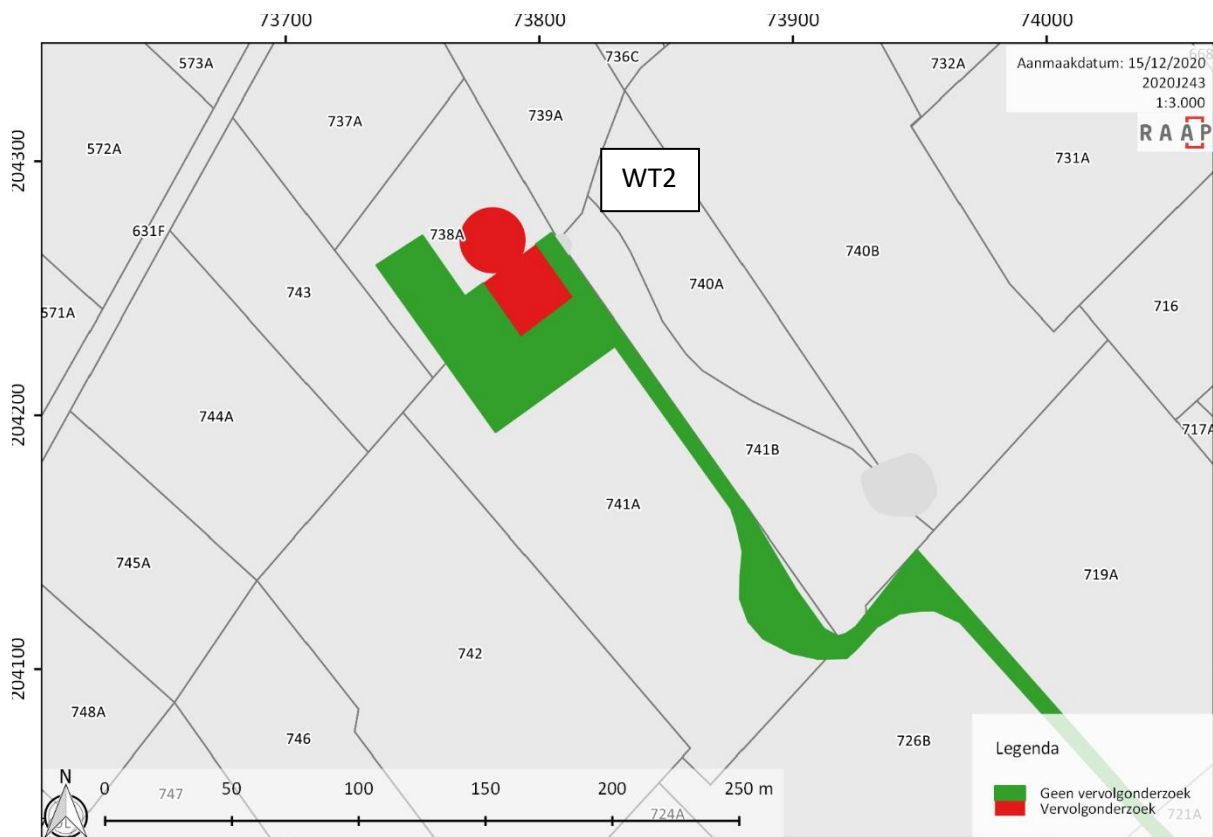 73700 73800 73900 74000
573A 736C 732A 668
Aanmaakdatum: 15/12/2020
2020J243
1:3.000
RAAP
737A 739A
572A 731A
204300
WT2
631F 738A
743 740A 740B
571A 716
204200
744A 741B 717A
741A
745A 719A
204100
742
748A 746 726B
Legenda
N
0 50 100 150 200 250 m
747
724A
Geen vervolgonderzoek
Vervolgonderzoek
721A